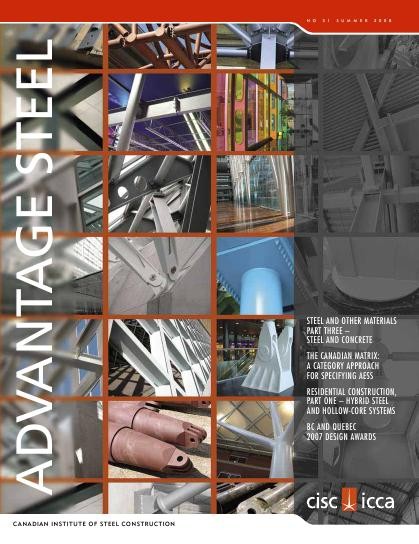 NO 31 SUMMER 2008
ADVANTAGE STEEL
STEEL AND OTHER MATERIALS
PART THREE –
STEEL AND CONCRETE
THE CANADIAN MATRIX:
A CATEGORY APPROACH
FOR SPECIFYING AESS
RESIDENTIAL CONSTRUCTION,
PART ONE – HYBRID STEEL
AND HOLLOW-CORE SYSTEMS
BC AND QUEBEC
2007 DESIGN AWARDS
cisc icca
CANADIAN INSTITUTE OF STEEL CONSTRUCTION